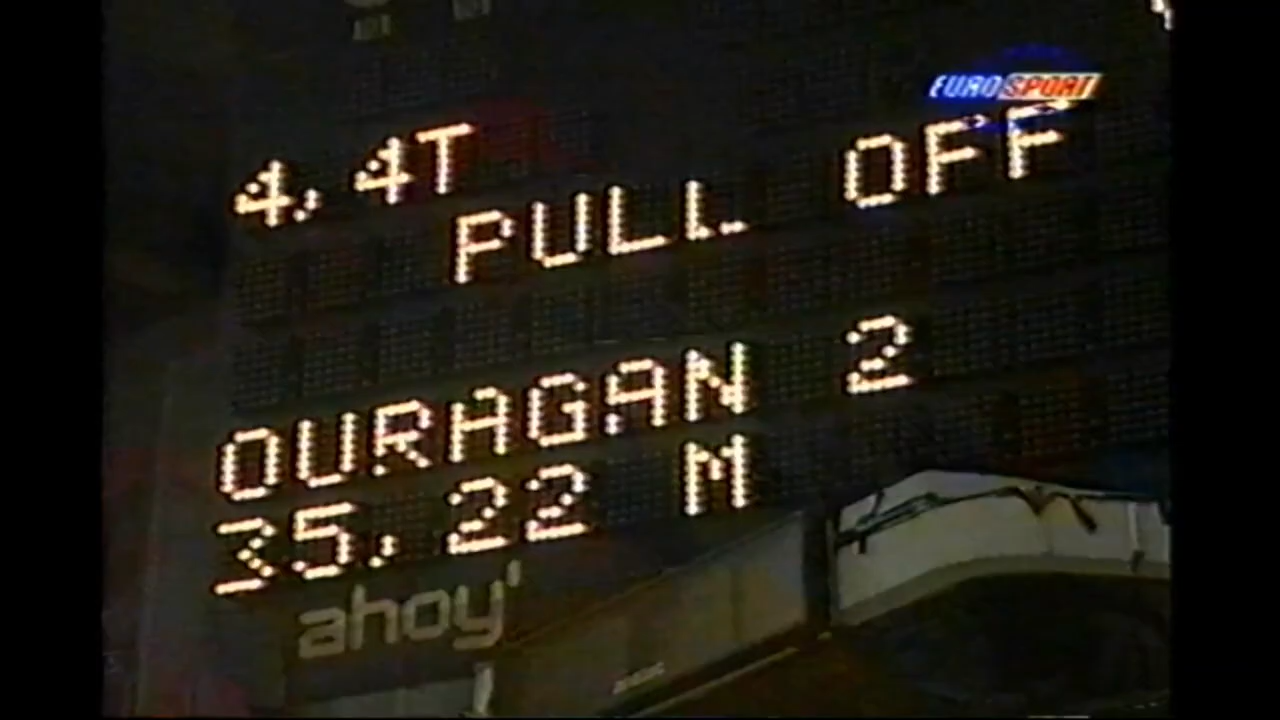 EUROSPORT
4,4T
PULL OFF
OURAGAN 2
35,22 M
ahoy'